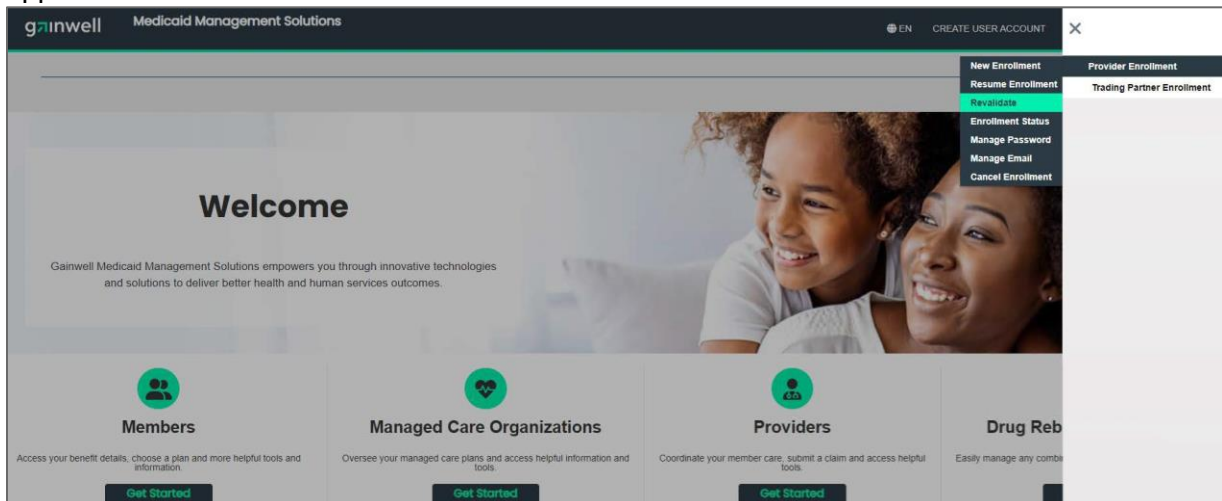 gainwell
Medicaid Management Solutions
EN
CREATE USER ACCOUNT
New Enrollment
Resume Enrollment
Revalidate
Enrollment Status
Manage Password
Manage Email
Cancel Enrollment
Provider Enrollment
Trading Partner Enrollment
Welcome
Gainwell Medicaid Management Solutions empowers you through innovative technologies
and solutions to deliver better health and human services outcomes.
Members
Access your benefit details, choose a plan and more helpful tools and
information.
Get Started
Managed Care Organizations
Oversee your managed care plans and access helpful information and
tools.
Get Started
Providers
Coordinate your member care, submit a claim and access helpful
tools.
Get Started
Drug Reb
Easily manage any combi